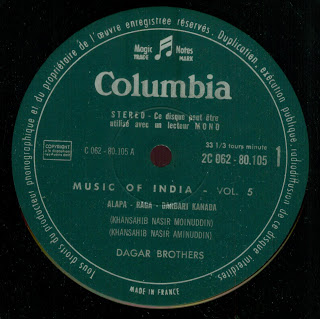 Tous droits du producteur phonographique et du propriétaire de l'œuvre enregistrée réservés. Duplication, exécution publique, radiodiffusion de ce disque interdites.
Magic Notes
TRADE MARK
Columbia
STEREO - Ce disque peut être
utilisé avec un lecteur MONO
COPYRIGHT
C 062 - 80.105 A
33 1/3 tours minute
2C 062 - 80.105
1
MUSIC OF INDIA - VOL. 5
ALAPA - RAGA - DARBARI KANADA
(KHANSAHIB NASIR MOINUDDIN)
(KHANSAHIB NASIR AMINUDDIN)
DAGAR BROTHERS
MADE IN FRANCE